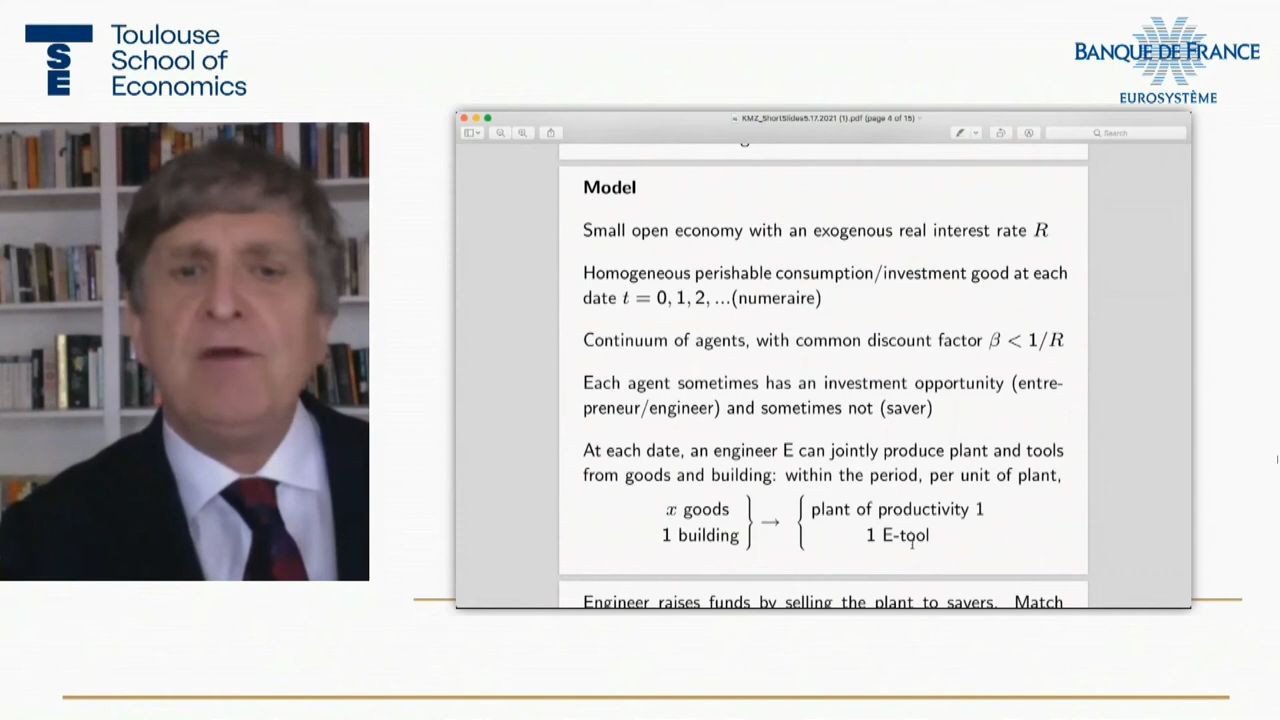 Toulouse
School of
Economics
TSE
BANQUE DE FRANCE
EUROSYSTÈME
KMZ_ShortSlides5.17.2021 (1).pdf (page 4 of 15)
Search
Model
Small open economy with an exogenous real interest rate R
Homogeneous perishable consumption/investment good at each
date t = 0, 1, 2, ...(numeraire)
Continuum of agents, with common discount factor β < 1/R
Each agent sometimes has an investment opportunity (entre-
preneur/engineer) and sometimes not (saver)
At each date, an engineer E can jointly produce plant and tools
from goods and building: within the period, per unit of plant,
x goods
1 building } → { plant of productivity 1
1 E-tool
Engineer raises funds by selling the plant to savers. Match